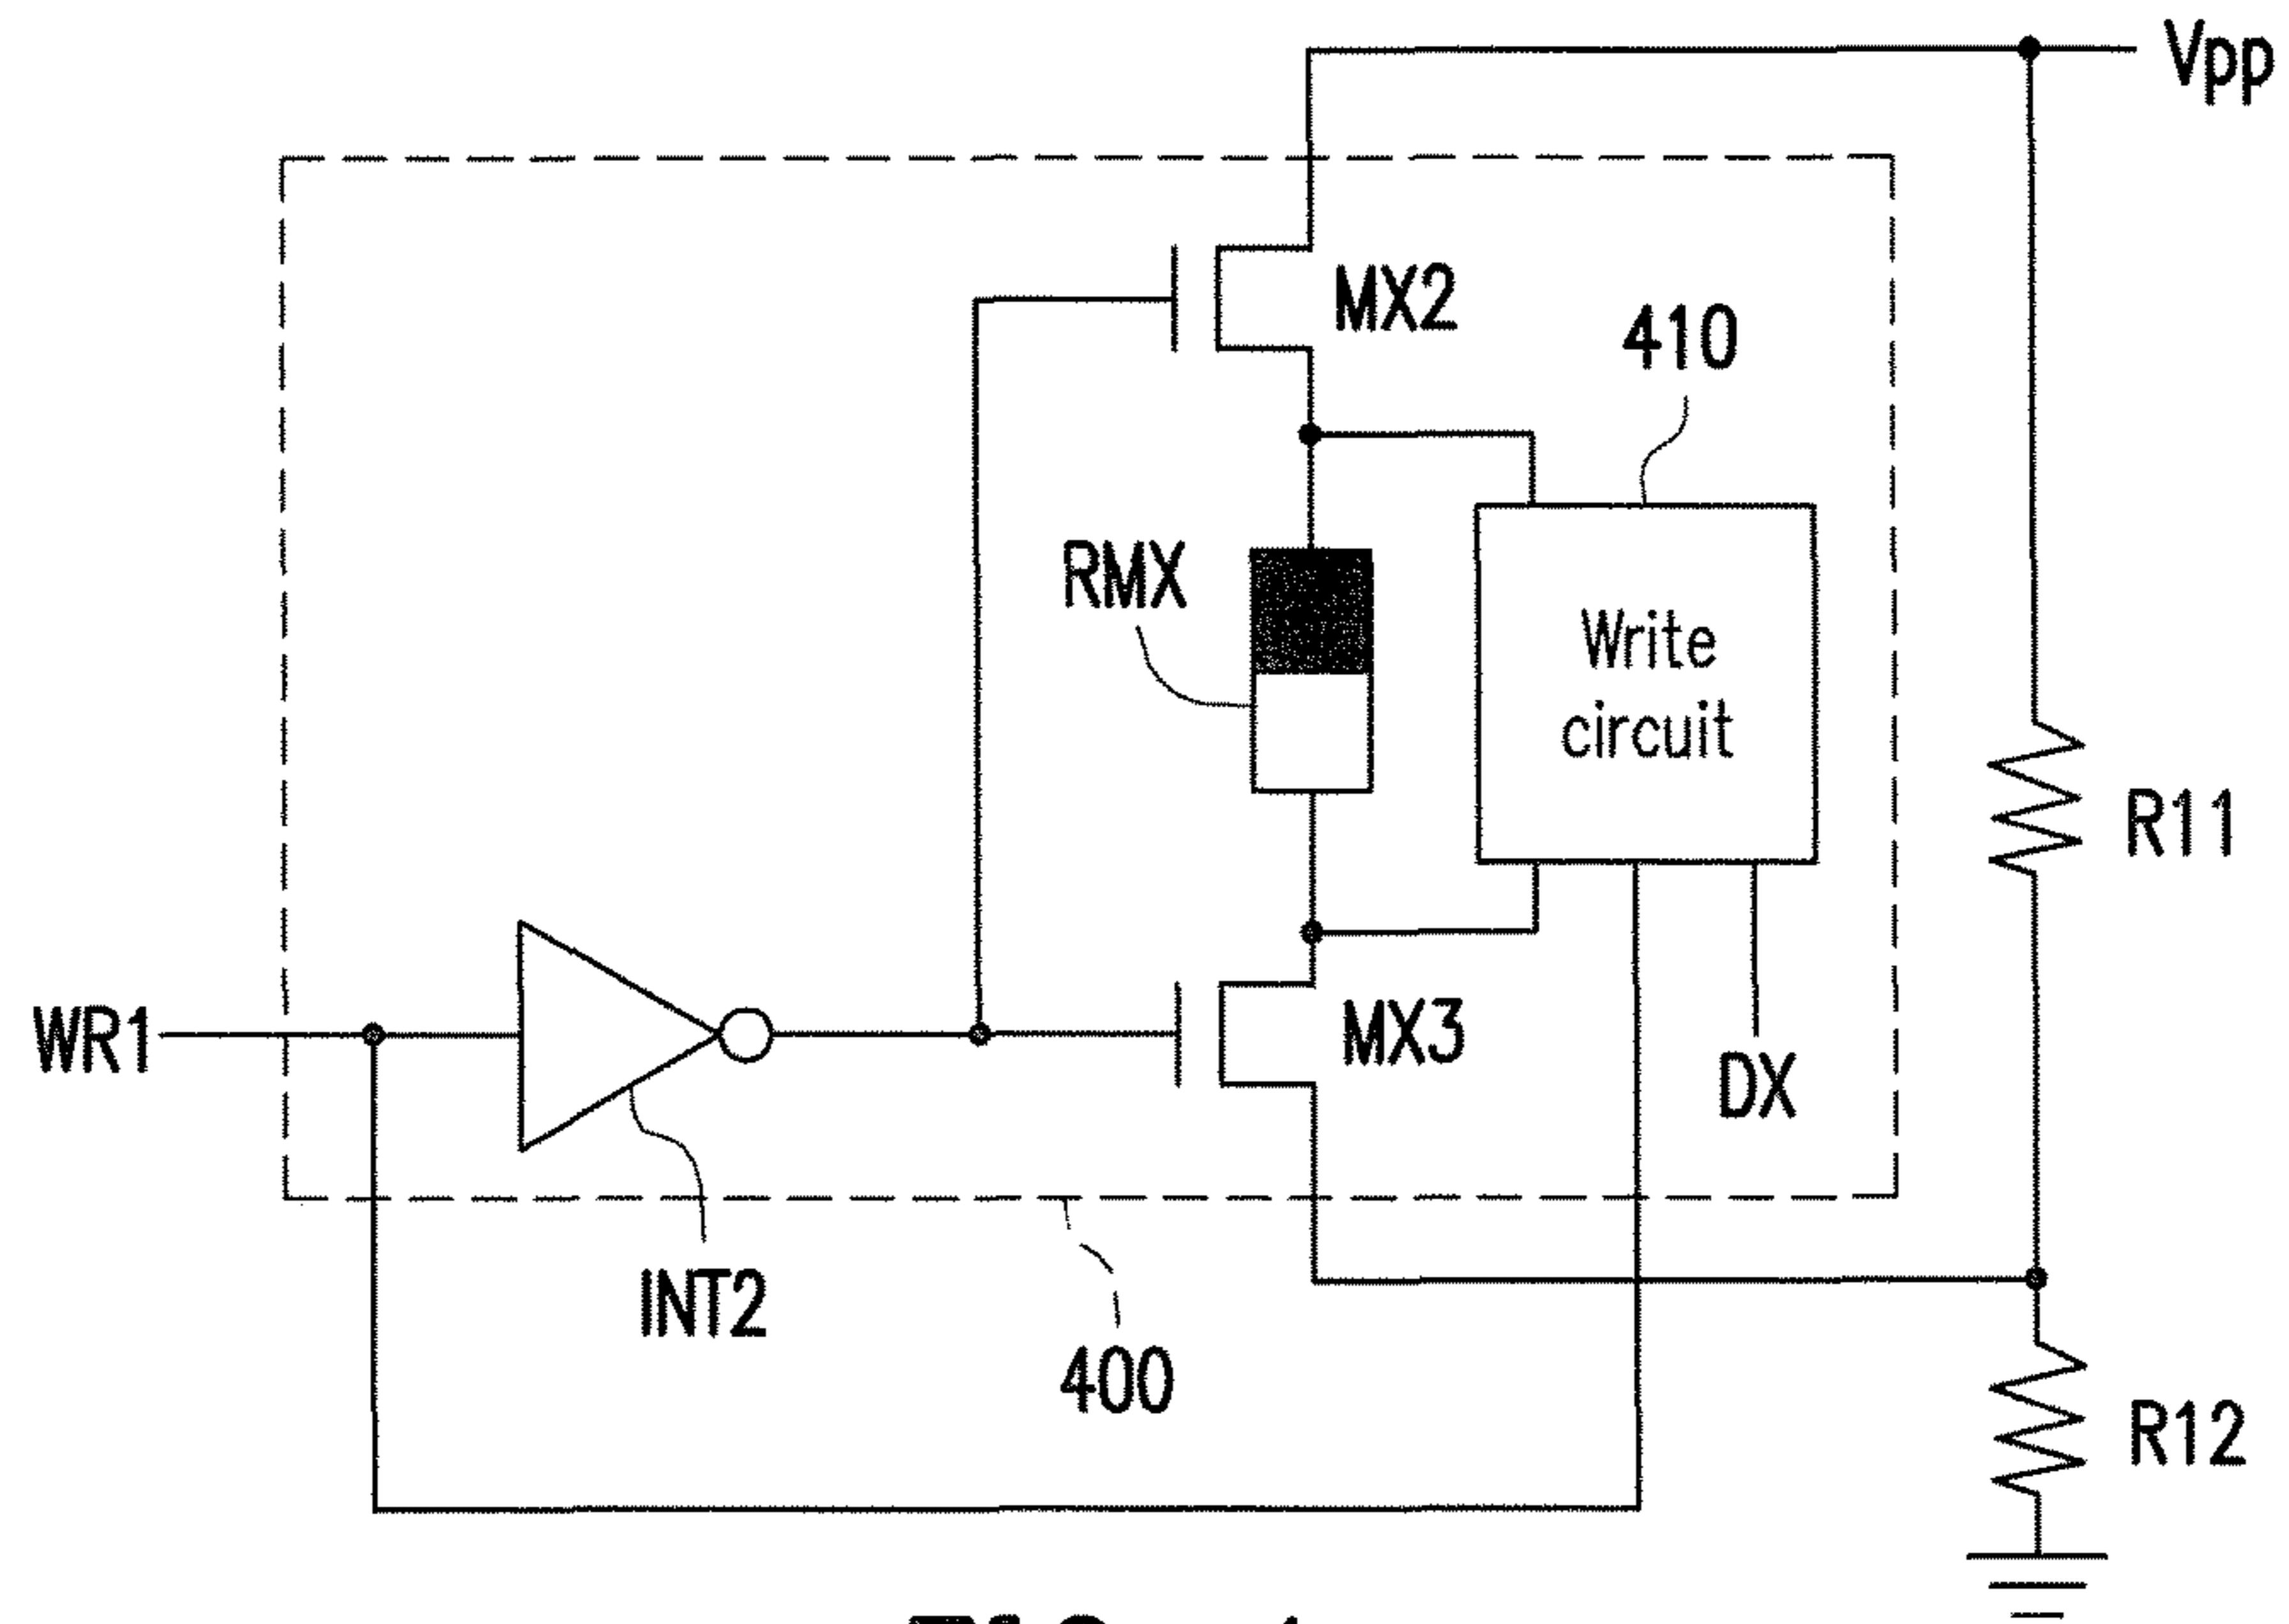 Vpp
MX2
410
RMX
Write
circuit
R11
WR1
MX3
DX
INT2
400
R12